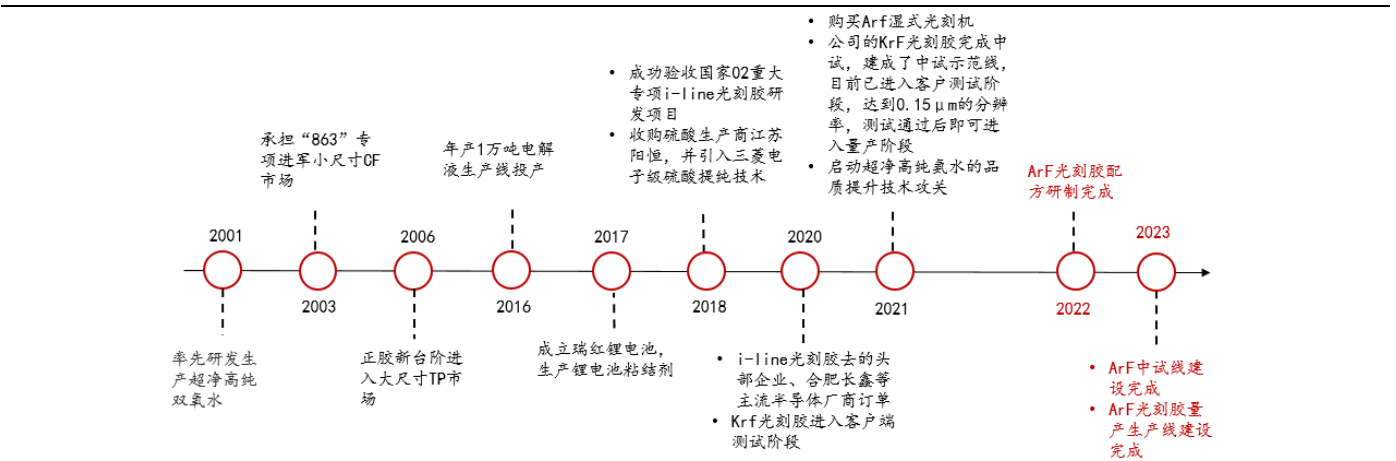 率先研发生
产超净高纯
双氧水
2001
承担“863”专
项进军小尺寸CF
市场
2003
2006
正胶新台阶进
入大尺寸TP市
场
年产1万吨电解
液生产线投产
2016
2017
成立瑞红锂电池,
生产锂电池粘结剂
• 成功验收国家02重大
专项i-line光刻胶研
发项目
• 收购硫酸生产商江苏
阳恒, 并引入三菱电
子级硫酸提纯技术
2018
2020
• i-line光刻胶去的头
部企业、合肥长鑫等
主流半导体厂商订单
• Krf光刻胶进入客户端
测试阶段
• 购买Arf湿式光刻机
• 公司的KrF光刻胶完成中
试, 建成了中试示范线,
目前已进入客户测试阶
段, 达到0.15μm的分辨
率, 测试通过后即可进
入量产阶段
• 启动超净高纯氨水的品
质提升技术攻关
2021
ArF光刻胶配
方研制完成
2022
2023
• ArF中试线建
设完成
• ArF光刻胶量
产生产线建设
完成